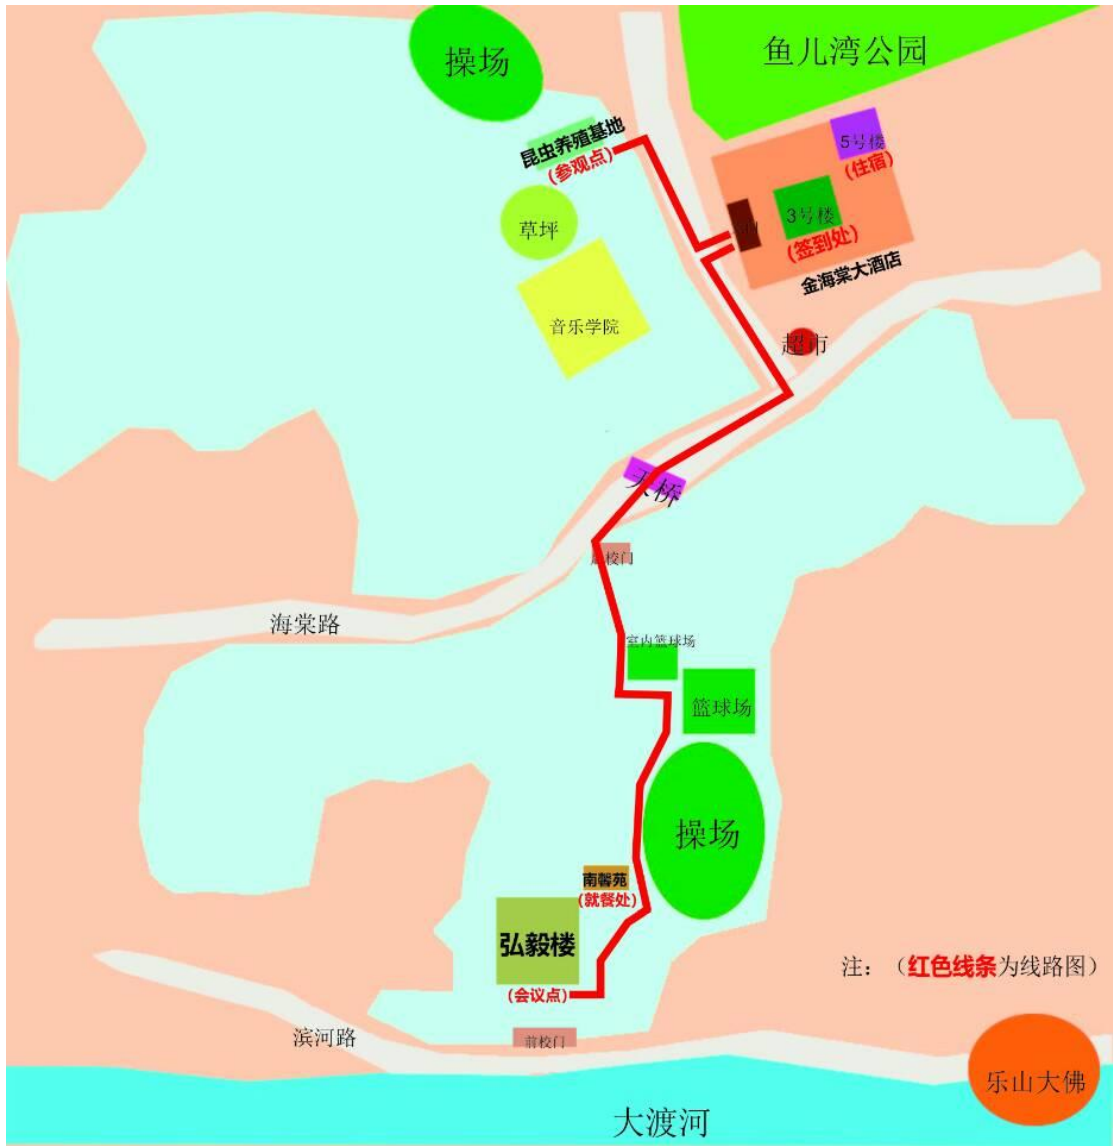 操场
鱼儿湾公园
昆虫养殖基地
(参观点)
5号楼
(住宿)
草坪
3号楼
(签到处)
金海棠大酒店
音乐学院
超市
天桥
校门
海棠路
室内篮球场
篮球场
操场
南馨苑
(就餐处)
弘毅楼
(会议点)
注:(红色线条为线路图)
滨河路
前校门
乐山大佛
大渡河